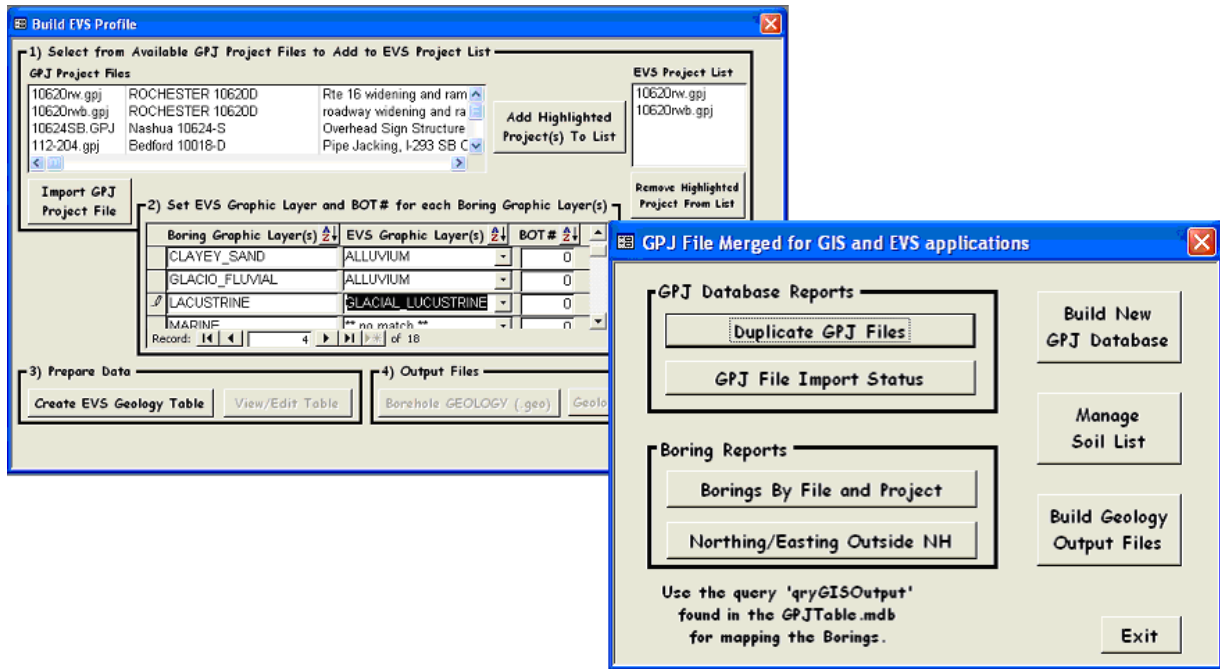 Build EVS Profile
1) Select from Available GPJ Project Files to Add to EVS Project List
GPJ Project Files
10620rw.gpj ROCHESTER 10620D Rte 16 widening and ram
10620rwb.gpj ROCHESTER 10620D roadway widening and ra
10624SB.GPJ Nashua 10624-S Overhead Sign Structure
112-204.gpj Bedford 10018-D Pipe Jacking, I-293 SB C
Add Highlighted
Project(s) To List
EVS Project List
10620rw.gpj
10620rwb.gpj
Import GPJ
Project File
Remove Highlighted
Project From List
2) Set EVS Graphic Layer and BOT# for each Boring Graphic Layer(s)
Boring Graphic Layer(s) EVS Graphic Layer(s) BOT#
CLAYEY_SAND ALLUVIUM 0
GLACIO_FLUVIAL ALLUVIUM 0
LACUSTRINE GLACIAL_LUCUSTRINE 0
MARINE ** no match ** 0
Record: 4 of 18
3) Prepare Data
Create EVS Geology Table View/Edit Table
4) Output Files
Borehole GEOLOGY (.geo) Geolo
GPJ File Merged for GIS and EVS applications
GPJ Database Reports
Duplicate GPJ Files
GPJ File Import Status
Boring Reports
Borings By File and Project
Northing/Easting Outside NH
Use the query 'qryGISOutput'
found in the GPJTable.mdb
for mapping the Borings.
Build New
GPJ Database
Manage
Soil List
Build Geology
Output Files
Exit